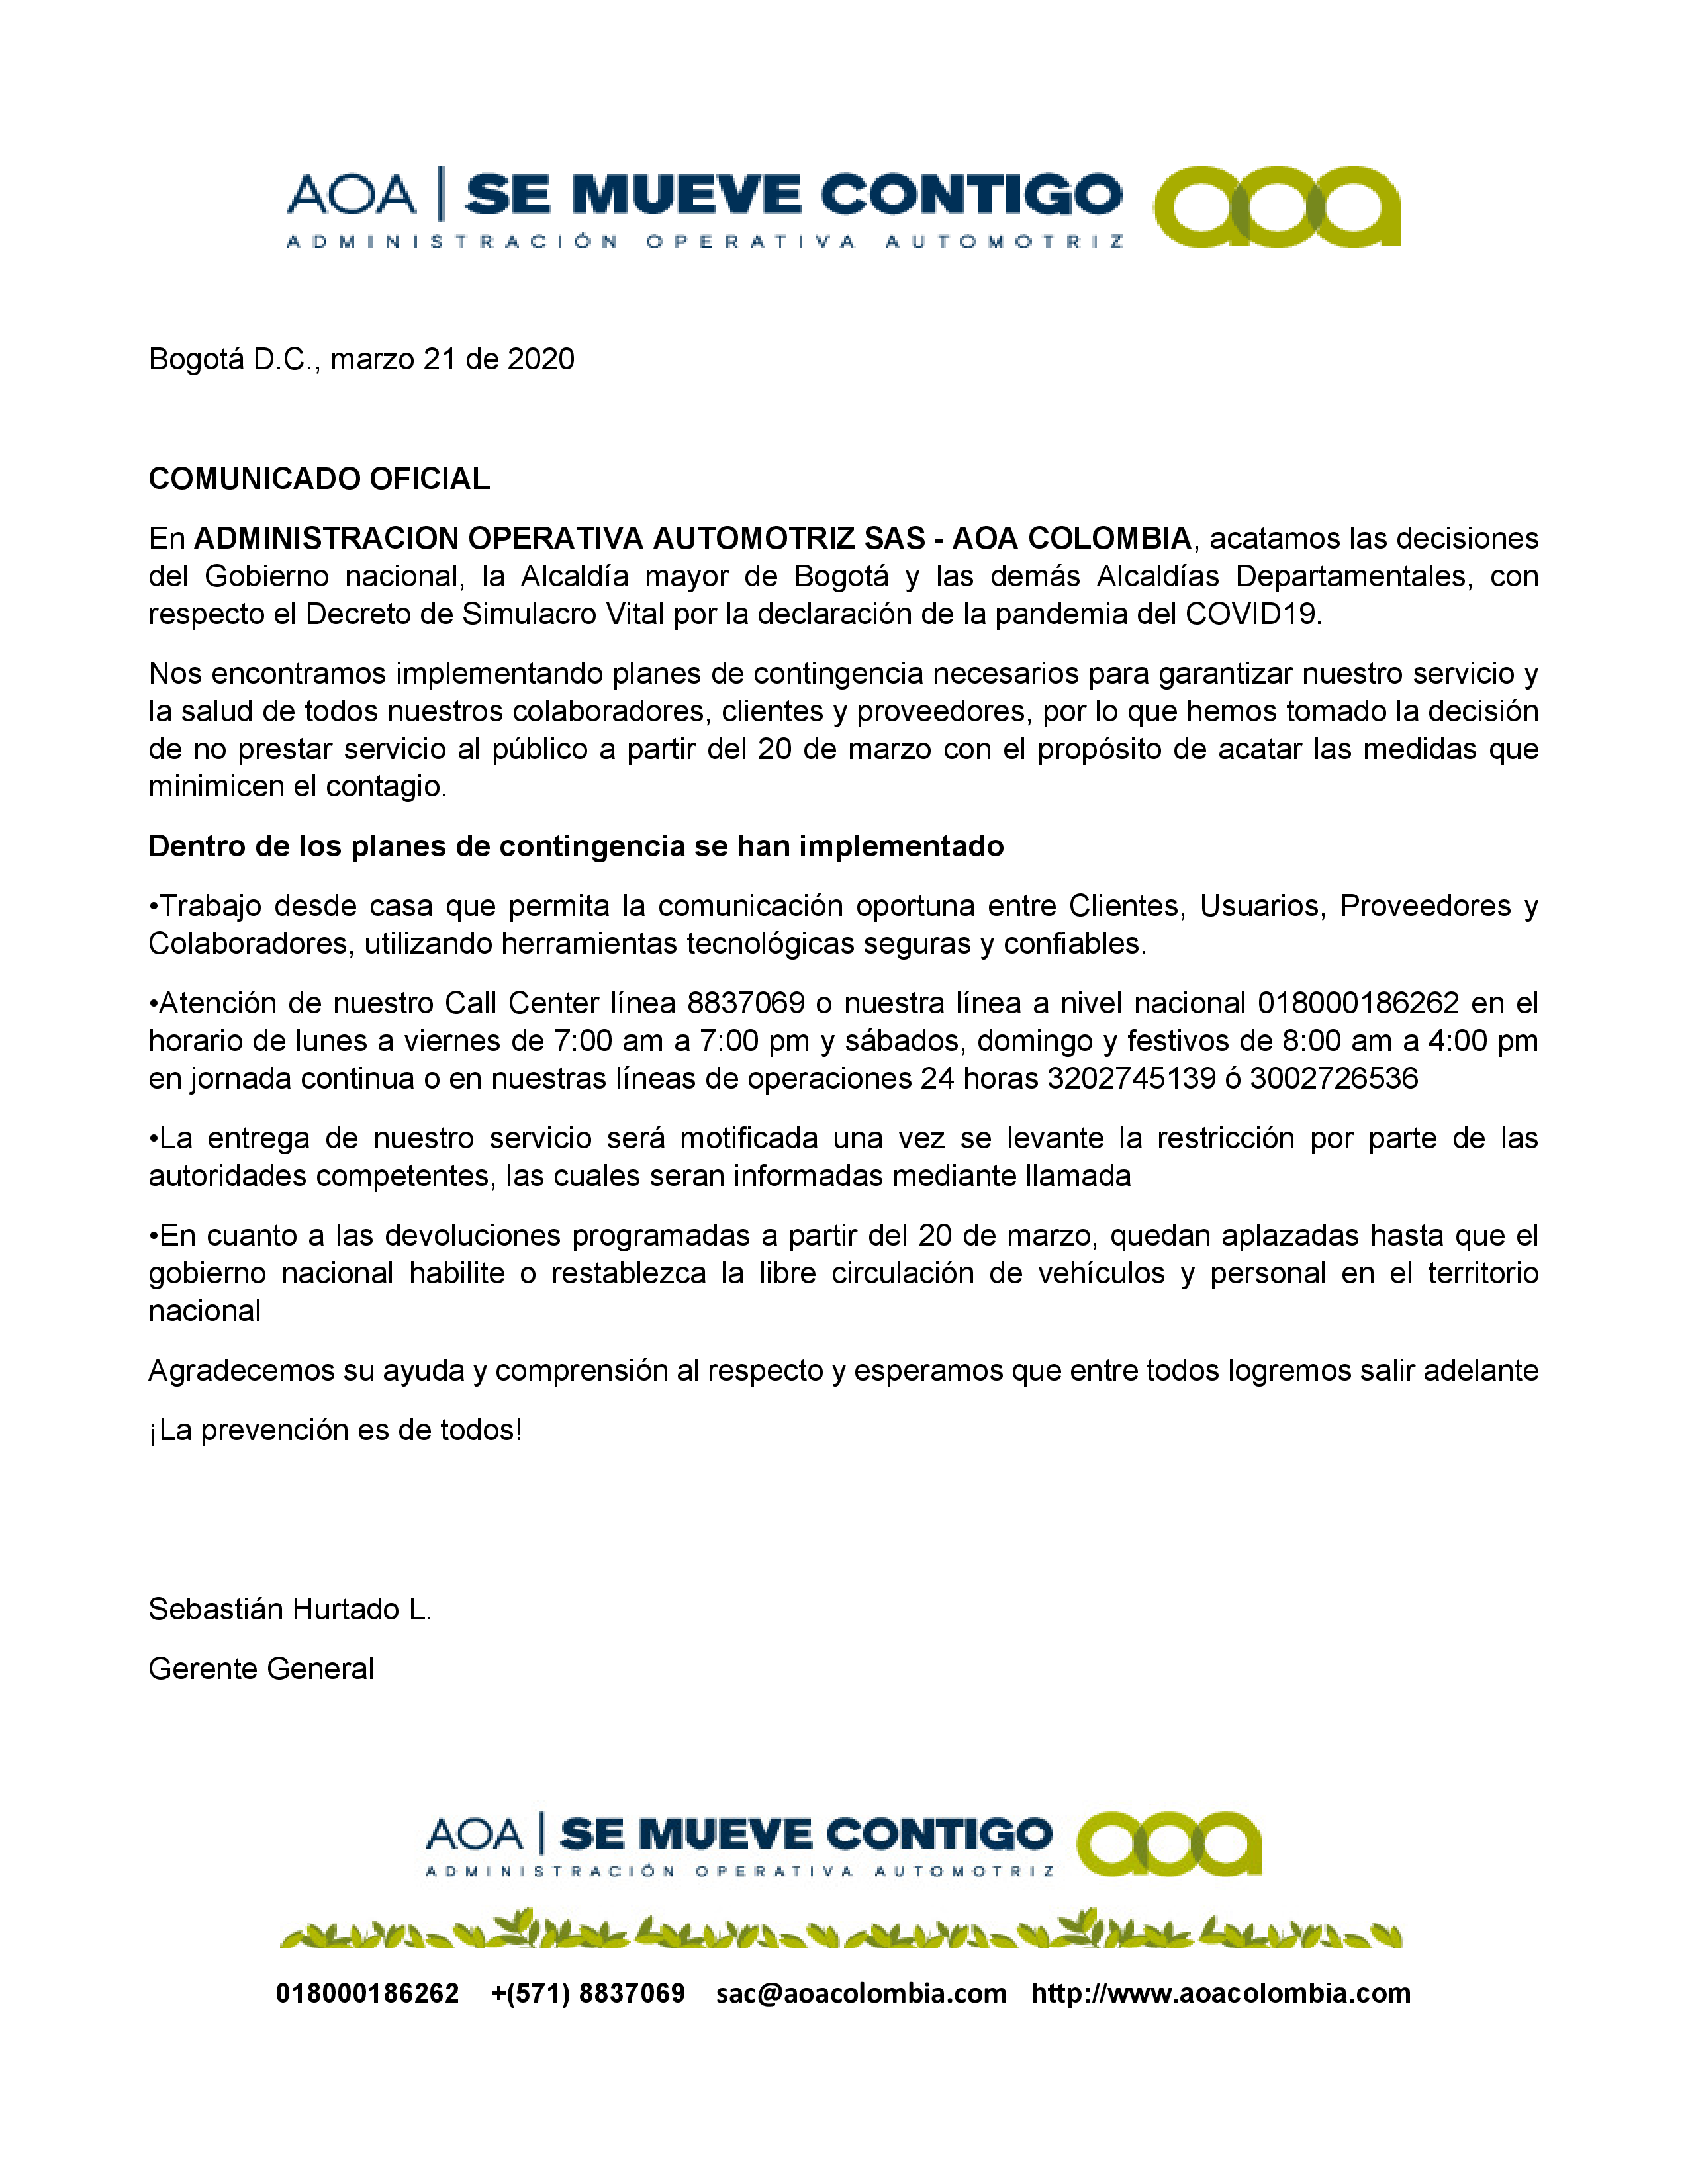 AOA | SE MUEVE CONTIGO aoa
ADMINISTRACIÓN OPERATIVA AUTOMOTRIZ
Bogotá D.C., marzo 21 de 2020
COMUNICADO OFICIAL
En ADMINISTRACION OPERATIVA AUTOMOTRIZ SAS - AOA COLOMBIA, acatamos las decisiones
del Gobierno nacional, la Alcaldía mayor de Bogotá y las demás Alcaldías Departamentales, con
respecto el Decreto de Simulacro Vital por la declaración de la pandemia del COVID19.
Nos encontramos implementando planes de contingencia necesarios para garantizar nuestro servicio y
la salud de todos nuestros colaboradores, clientes y proveedores, por lo que hemos tomado la decisión
de no prestar servicio al público a partir del 20 de marzo con el propósito de acatar las medidas que
minimicen el contagio.
Dentro de los planes de contingencia se han implementado
•Trabajo desde casa que permita la comunicación oportuna entre Clientes, Usuarios, Proveedores y
Colaboradores, utilizando herramientas tecnológicas seguras y confiables.
•Atención de nuestro Call Center línea 8837069 o nuestra línea a nivel nacional 018000186262 en el
horario de lunes a viernes de 7:00 am a 7:00 pm y sábados, domingo y festivos de 8:00 am a 4:00 pm
en jornada continua o en nuestras líneas de operaciones 24 horas 3202745139 ó 3002726536
•La entrega de nuestro servicio será motificada una vez se levante la restricción por parte de las
autoridades competentes, las cuales seran informadas mediante llamada
•En cuanto a las devoluciones programadas a partir del 20 de marzo, quedan aplazadas hasta que el
gobierno nacional habilite o restablezca la libre circulación de vehículos y personal en el territorio
nacional
Agradecemos su ayuda y comprensión al respecto y esperamos que entre todos logremos salir adelante
¡La prevención es de todos!
Sebastián Hurtado L.
Gerente General
AOA | SE MUEVE CONTIGO aoa
ADMINISTRACIÓN OPERATIVA AUTOMOTRIZ
018000186262 +(571) 8837069 sac@aoacolombia.com http://www.aoacolombia.com